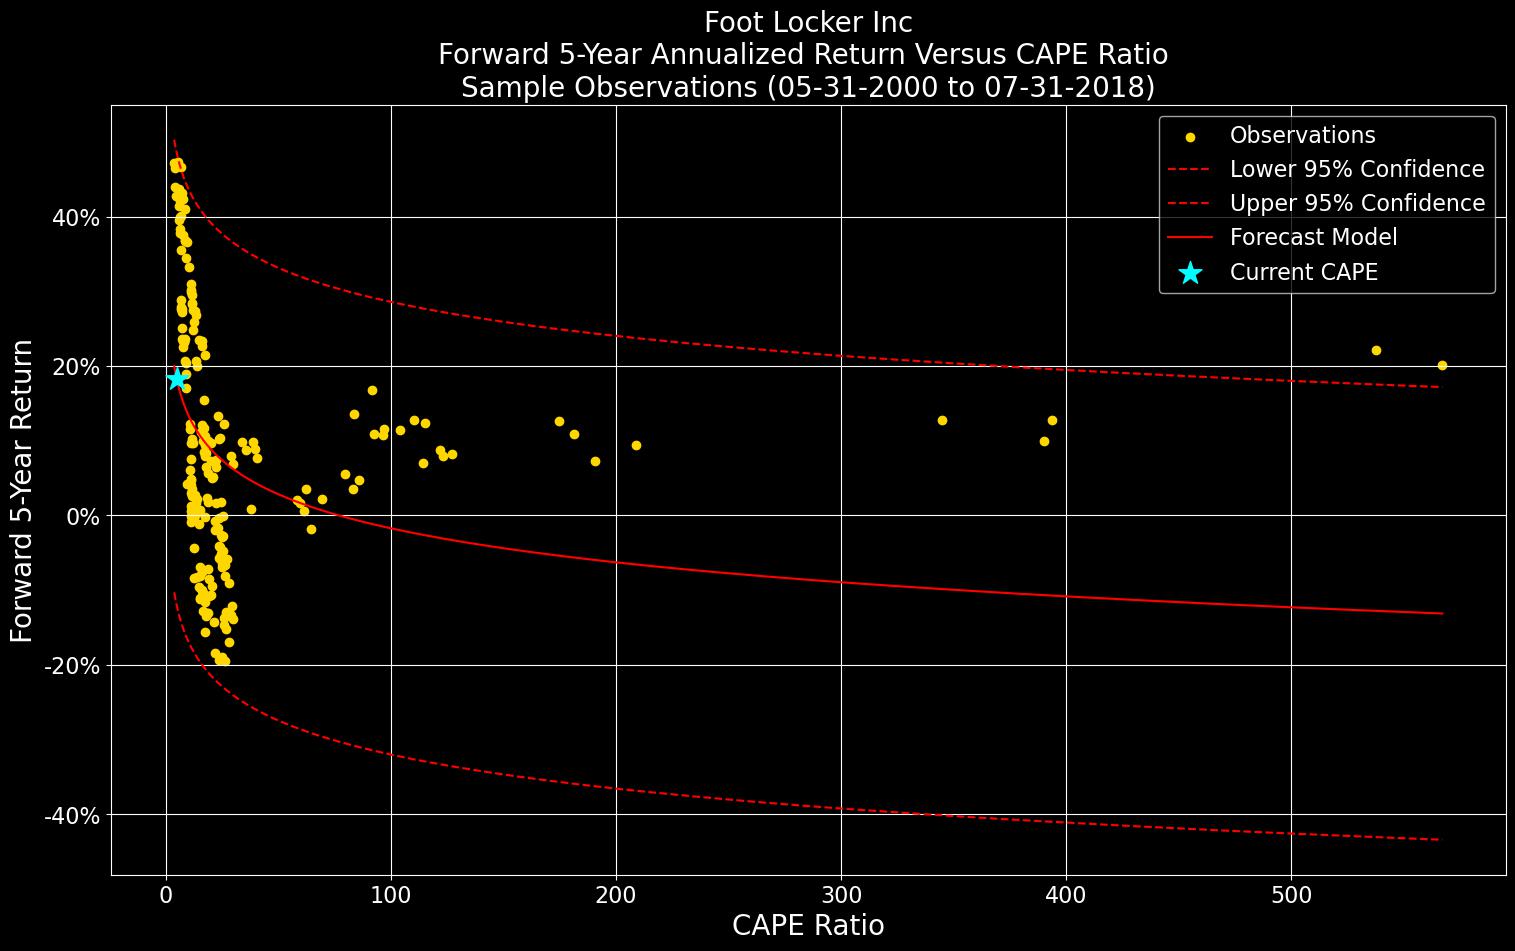 Foot Locker Inc
Forward 5-Year Annualized Return Versus CAPE Ratio
Sample Observations (05-31-2000 to 07-31-2018)
Observations
Lower 95% Confidence
Upper 95% Confidence
Forecast Model
Current CAPE
Forward 5-Year Return
40%
20%
0%
-20%
-40%
0 100 200 300 400 500
CAPE Ratio